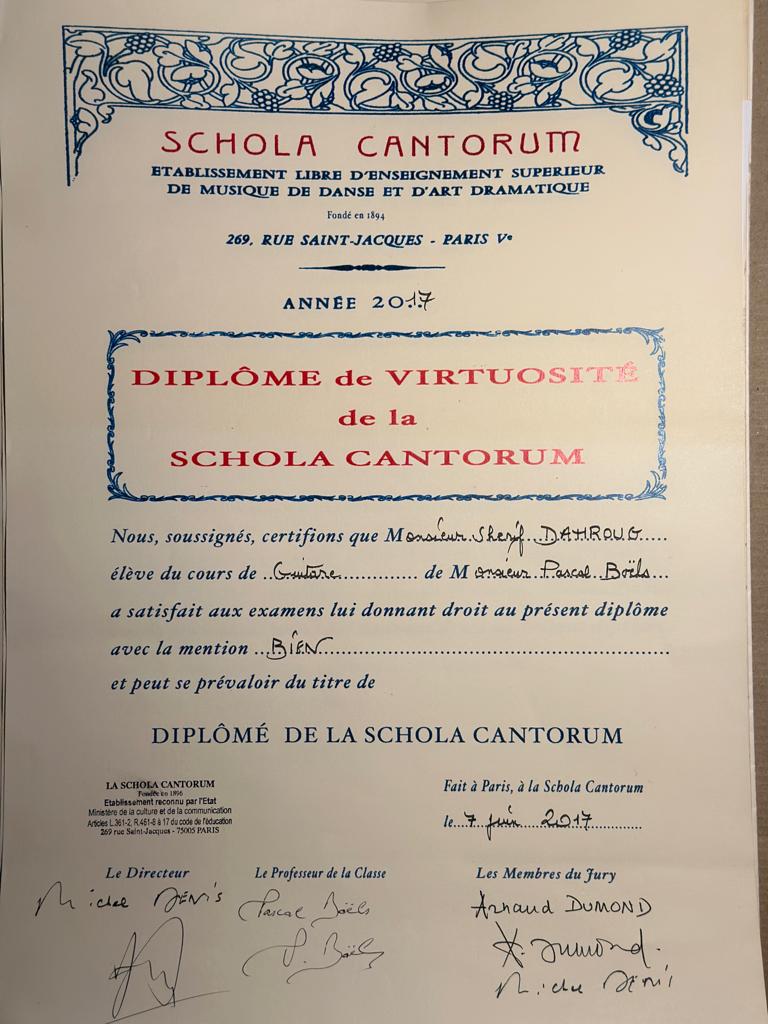 SCHOLA CANTORUM
ETABLISSEMENT LIBRE D'ENSEIGNEMENT SUPERIEUR
DE MUSIQUE DE DANSE ET D'ART DRAMATIQUE
Fondé en 1894
269, RUE SAINT-JACQUES - PARIS Ve
ANNÉE 2017
DIPLÔME de VIRTUOSITÉ
de la
SCHOLA CANTORUM
Nous, soussignés, certifions que Monsieur Sherif DAHROUG
élève du cours de Guitare de Monsieur Pascal Boëls
a satisfait aux examens lui donnant droit au présent diplôme
avec la mention BIEN
et peut se prévaloir du titre de
DIPLÔMÉ DE LA SCHOLA CANTORUM
LA SCHOLA CANTORUM
Fondée en 1896
Etablissement reconnu par l'Etat
Ministère de la culture et de la communication
Articles L.361-2, R.461-8 à 17 du code de l'éducation
269 rue Saint-Jacques - 75005 PARIS
Fait à Paris, à la Schola Cantorum
le 7 juin 2017
Le Directeur Le Professeur de la Classe Les Membres du Jury
Michel DENIS Pascal Boëls Arnaud DUMOND
P. Boëls A. Dumond
Michel Denis